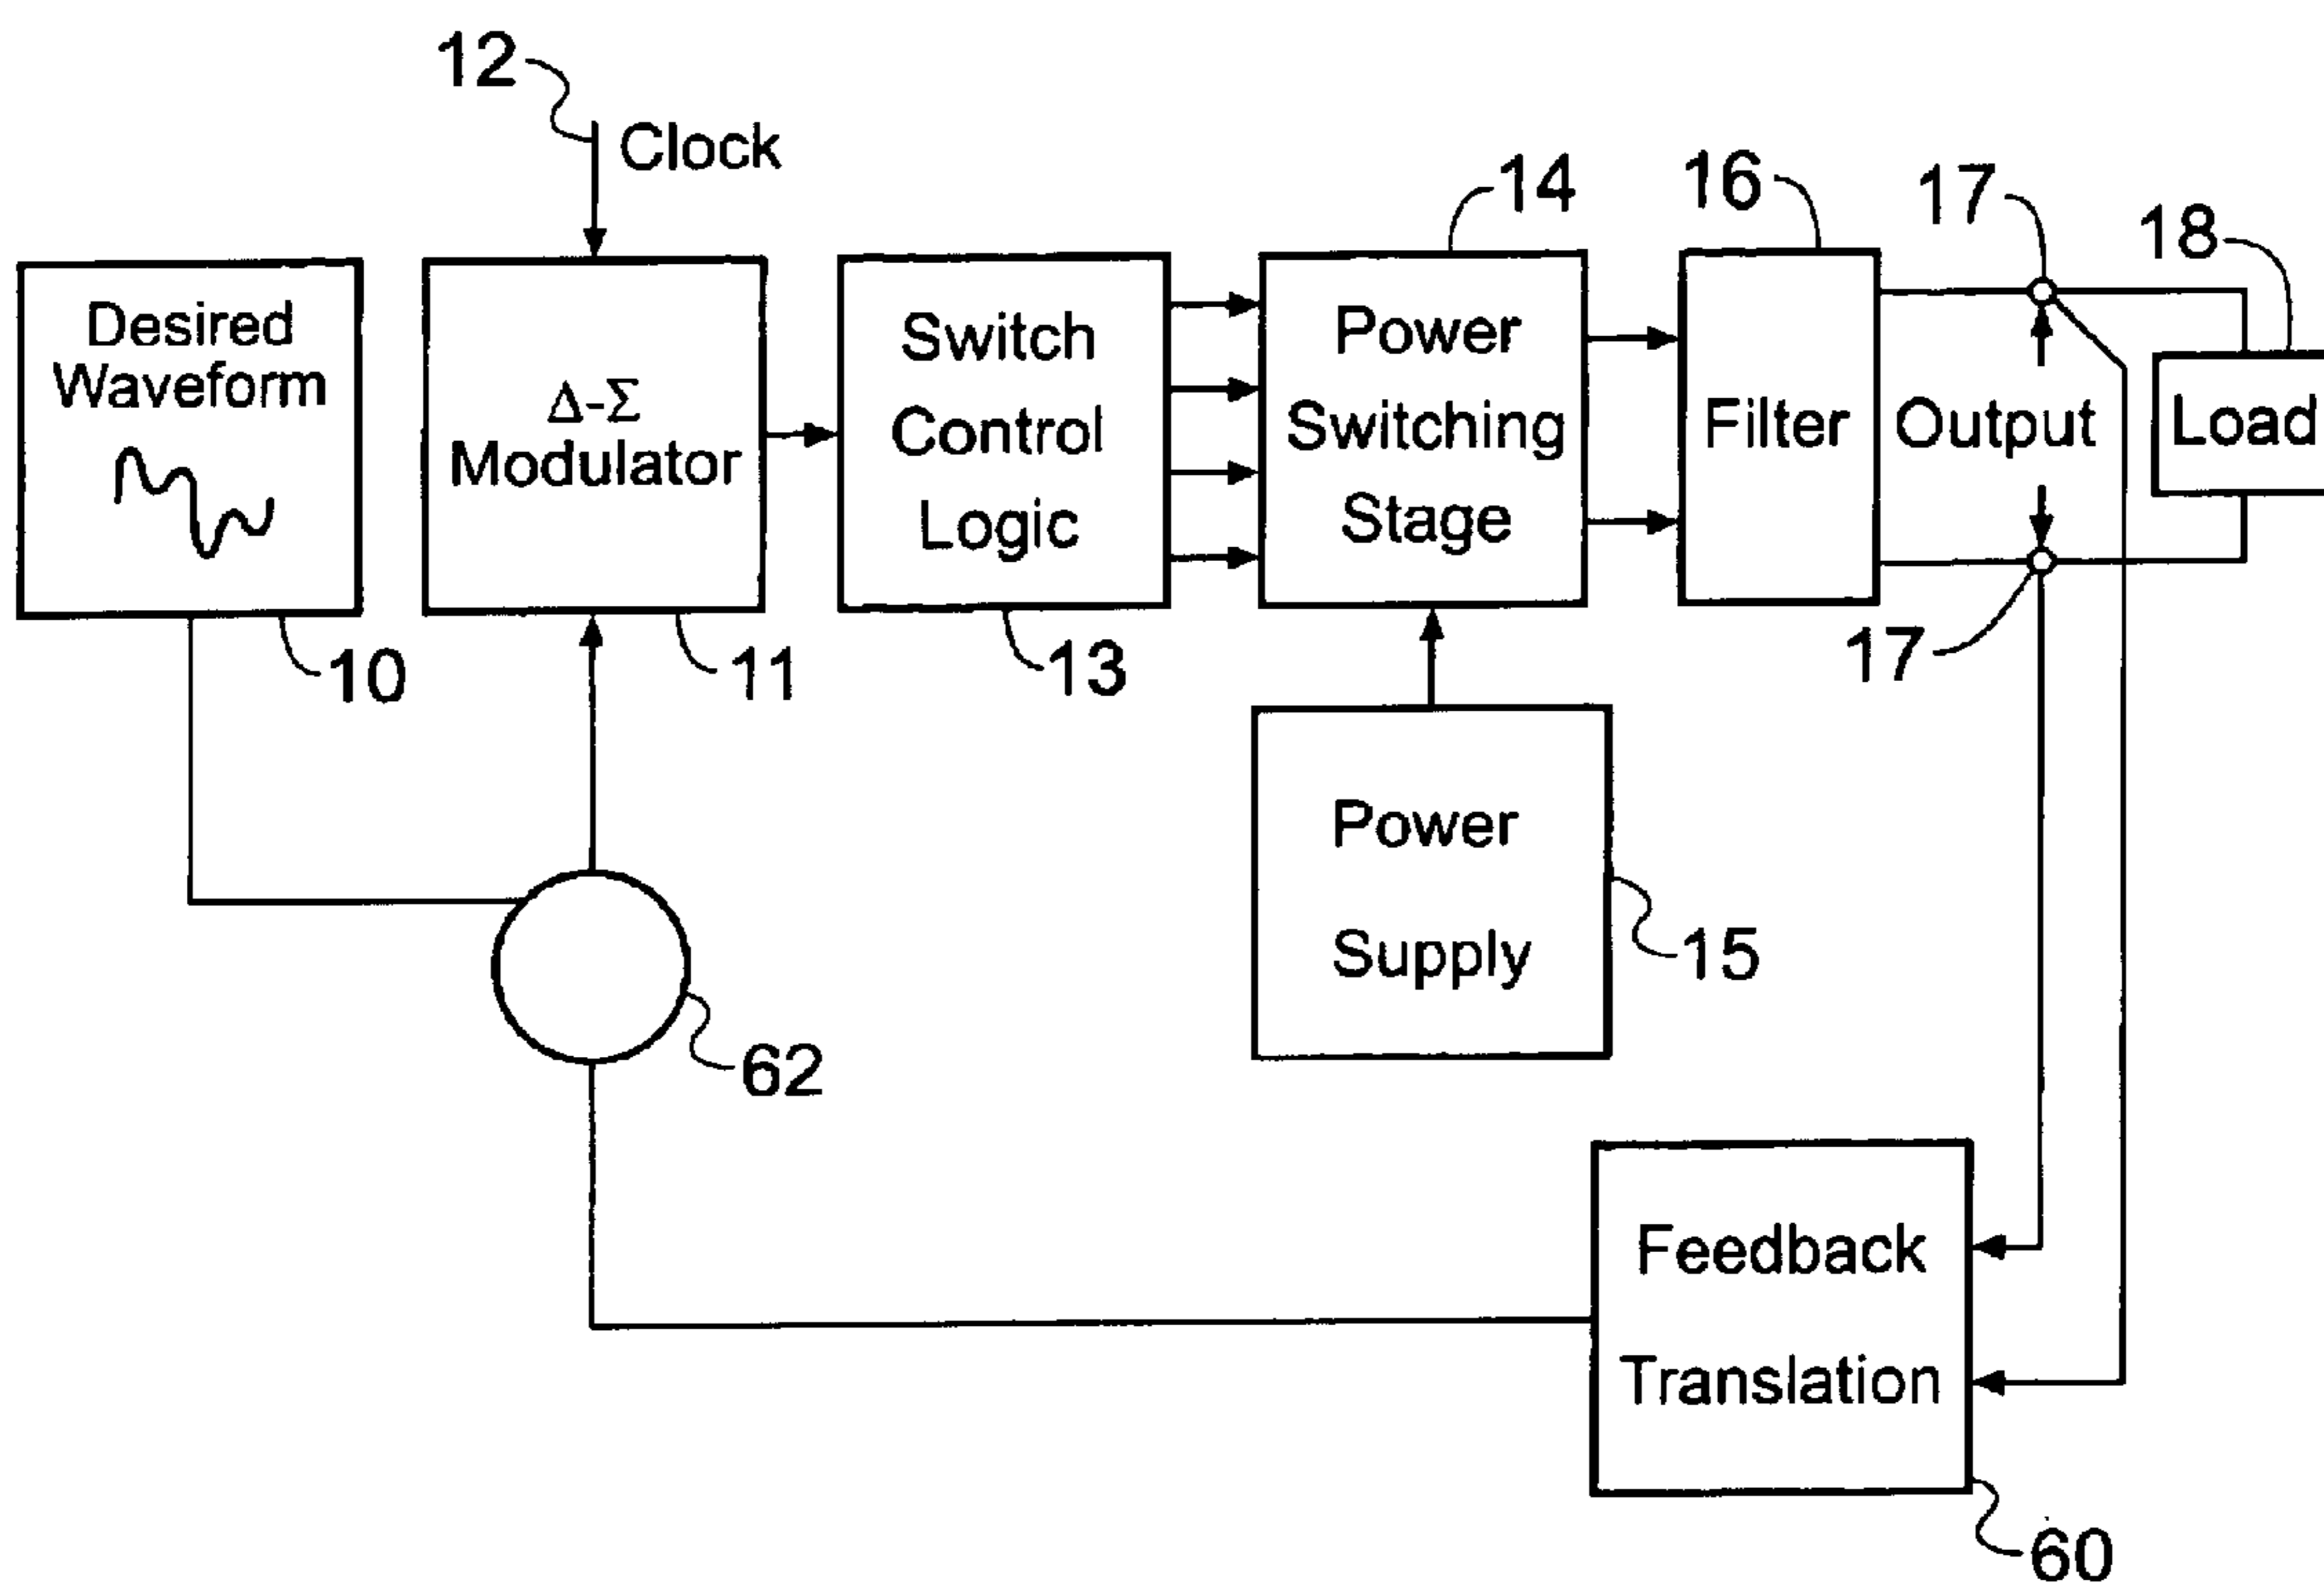 12
Clock
14
16
17
18
Desired
Waveform
Δ-Σ
Modulator
Switch
Control
Logic
Power
Switching
Stage
Filter
Output
Load
10
11
13
17
Power
Supply
15
62
Feedback
Translation
60